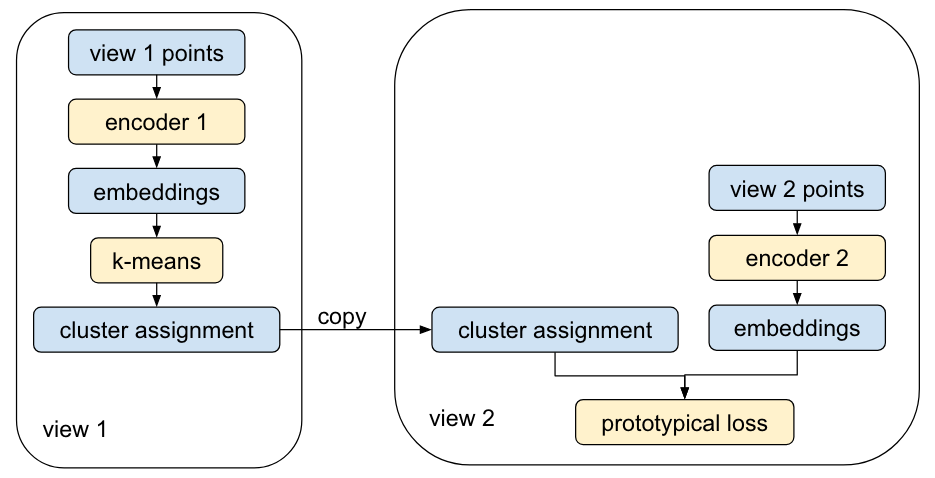 view 1 points
encoder 1
embeddings
k-means
cluster assignment
view 1
copy
view 2 points
encoder 2
embeddings
cluster assignment
prototypical loss
view 2